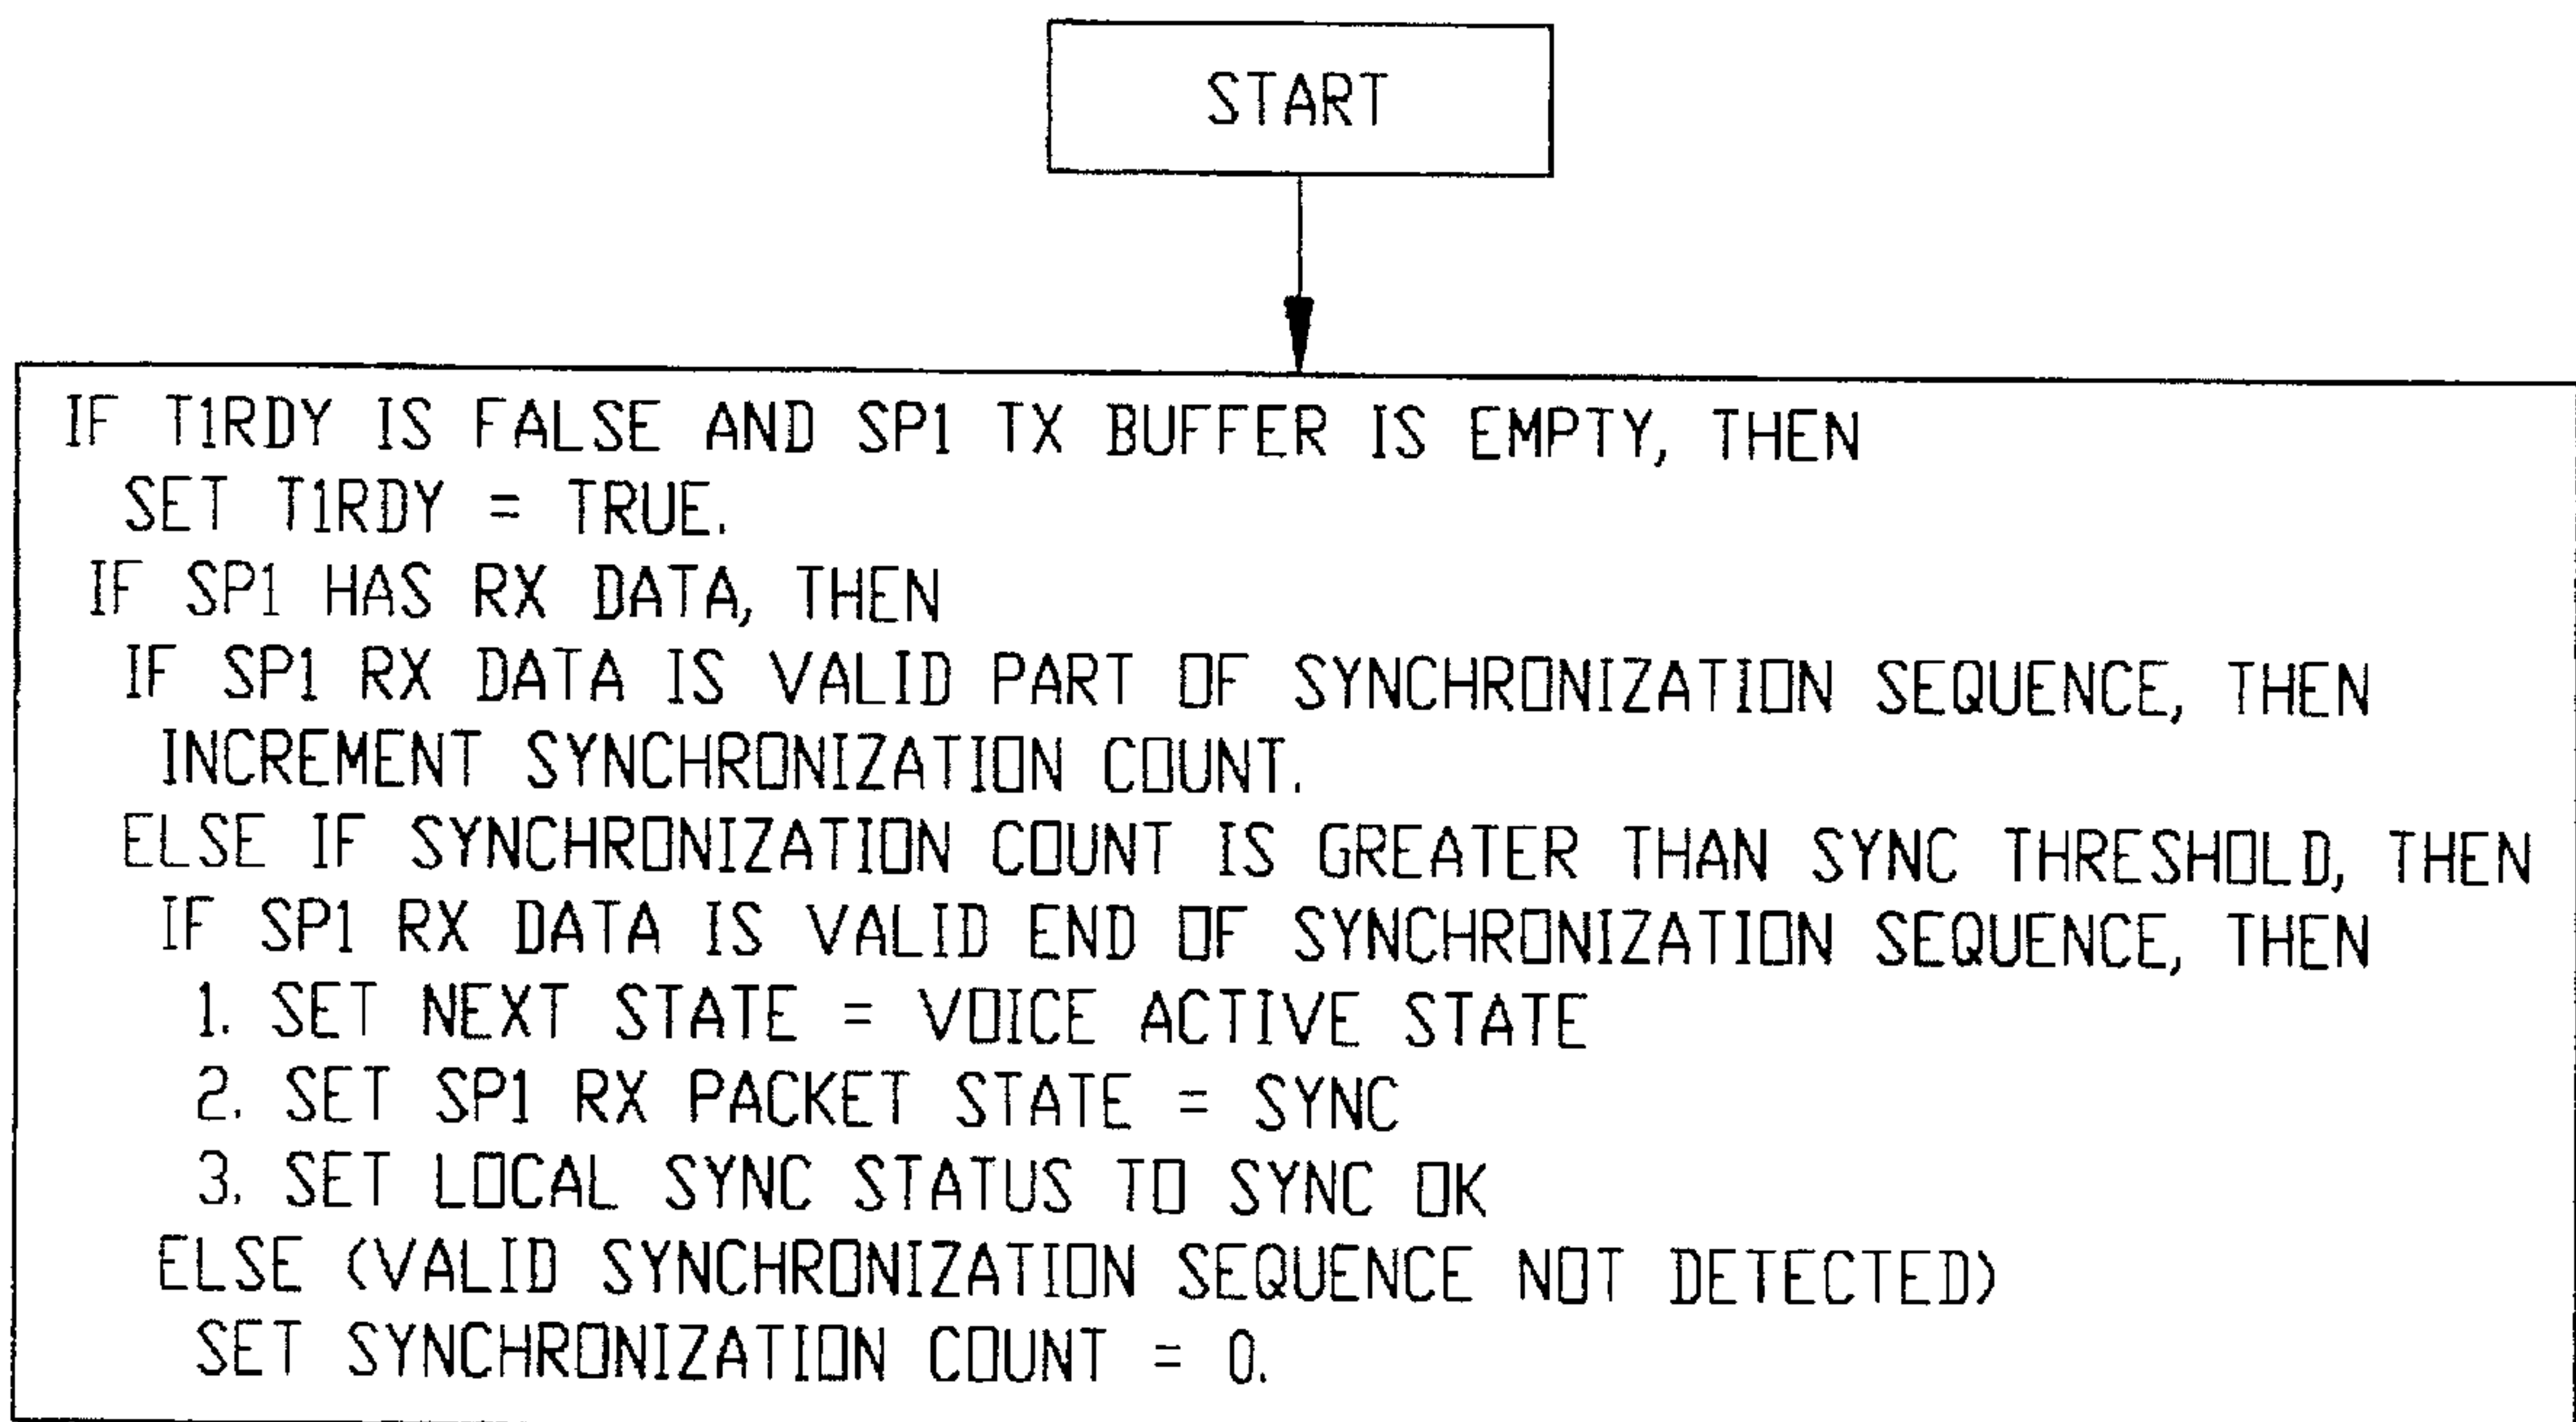 START
IF T1RDY IS FALSE AND SP1 TX BUFFER IS EMPTY, THEN
SET T1RDY = TRUE.
IF SP1 HAS RX DATA, THEN
IF SP1 RX DATA IS VALID PART OF SYNCHRONIZATION SEQUENCE, THEN
INCREMENT SYNCHRONIZATION COUNT.
ELSE IF SYNCHRONIZATION COUNT IS GREATER THAN SYNC THRESHOLD, THEN
IF SP1 RX DATA IS VALID END OF SYNCHRONIZATION SEQUENCE, THEN
1. SET NEXT STATE = VOICE ACTIVE STATE
2. SET SP1 RX PACKET STATE = SYNC
3. SET LOCAL SYNC STATUS TO SYNC OK
ELSE (VALID SYNCHRONIZATION SEQUENCE NOT DETECTED)
SET SYNCHRONIZATION COUNT = 0.